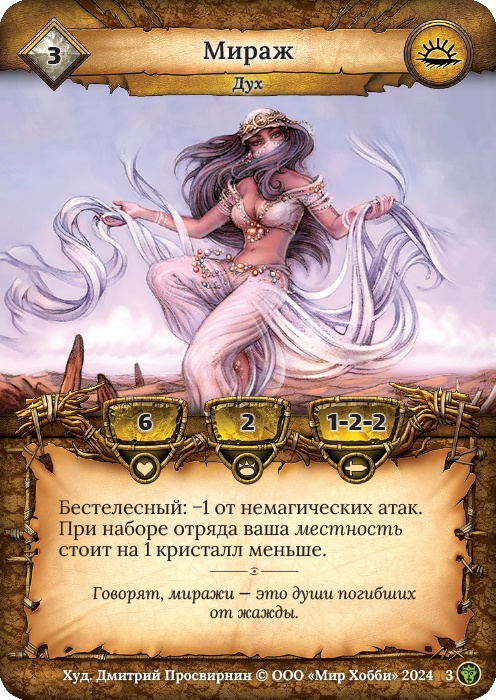 3
Мираж
Дух
6
2
1-2-2
Бестелесный: −1 от немагических атак.
При наборе отряда ваша местность
стоит на 1 кристалл меньше.
Говорят, миражи — это души погибших
от жажды.
Худ. Дмитрий Просвирнин © ООО «Мир Хобби» 2024 3